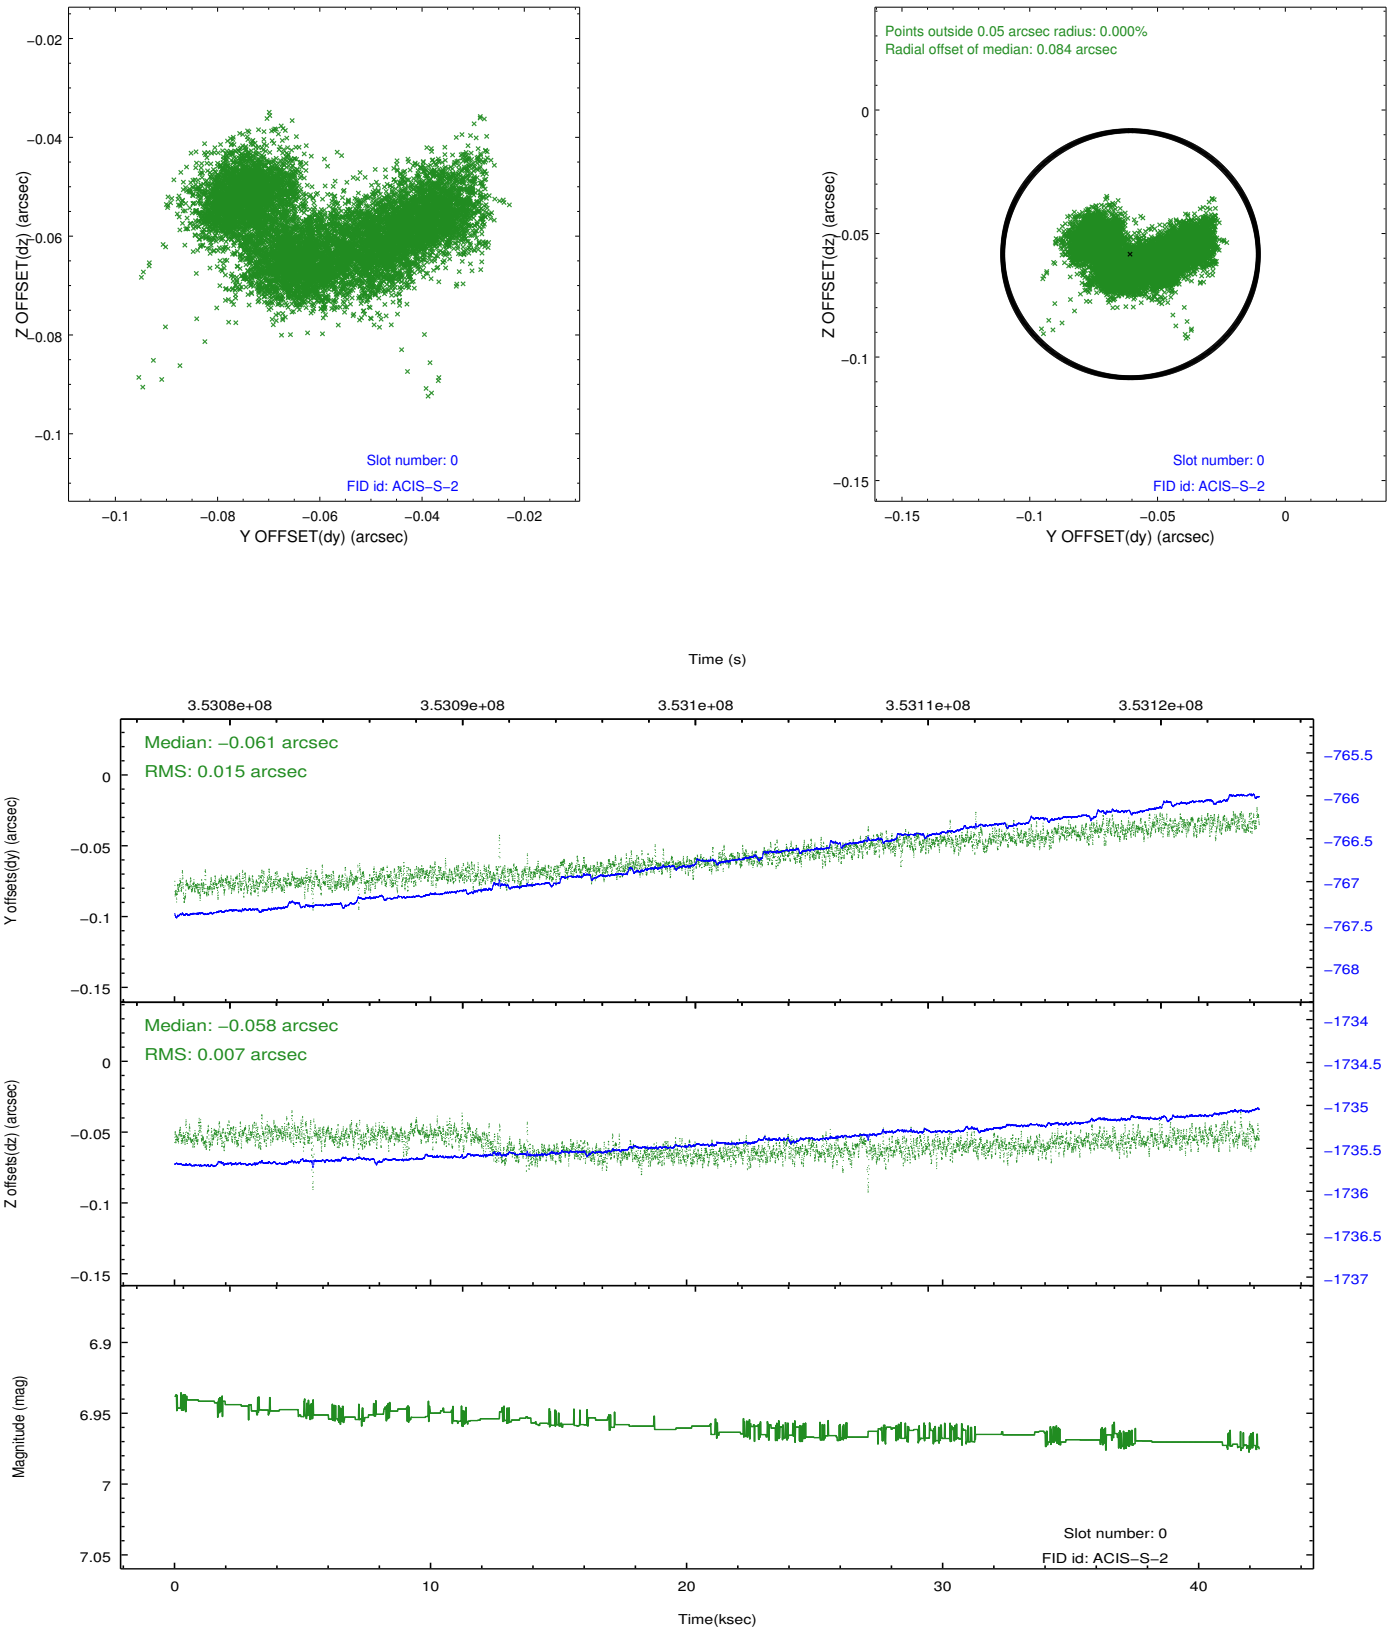 −0.02
−0.04
−0.06
−0.08
−0.1
Z OFFSET(dz) (arcsec)
Slot number: 0
FID id: ACIS−S−2
−0.1
−0.08
−0.06
−0.04
−0.02
Y OFFSET(dy) (arcsec)
Points outside 0.05 arcsec radius: 0.000%
Radial offset of median: 0.084 arcsec
0
−0.05
−0.1
−0.15
Z OFFSET(dz) (arcsec)
Slot number: 0
FID id: ACIS−S−2
−0.15
−0.1
−0.05
0
Y OFFSET(dy) (arcsec)
Time (s)
3.5308e+08
3.5309e+08
3.531e+08
3.5311e+08
3.5312e+08
Median: −0.061 arcsec
RMS: 0.015 arcsec
0
−0.05
−0.1
−0.15
Y offsets(dy) (arcsec)
−765.5
−766
−766.5
−767
−767.5
−768
Median: −0.058 arcsec
RMS: 0.007 arcsec
0
−0.05
−0.1
−0.15
Z offsets(dz) (arcsec)
−1734
−1734.5
−1735
−1735.5
−1736
−1736.5
−1737
6.9
6.95
7
7.05
Magnitude (mag)
Slot number: 0
FID id: ACIS−S−2
0
10
20
30
40
Time(ksec)